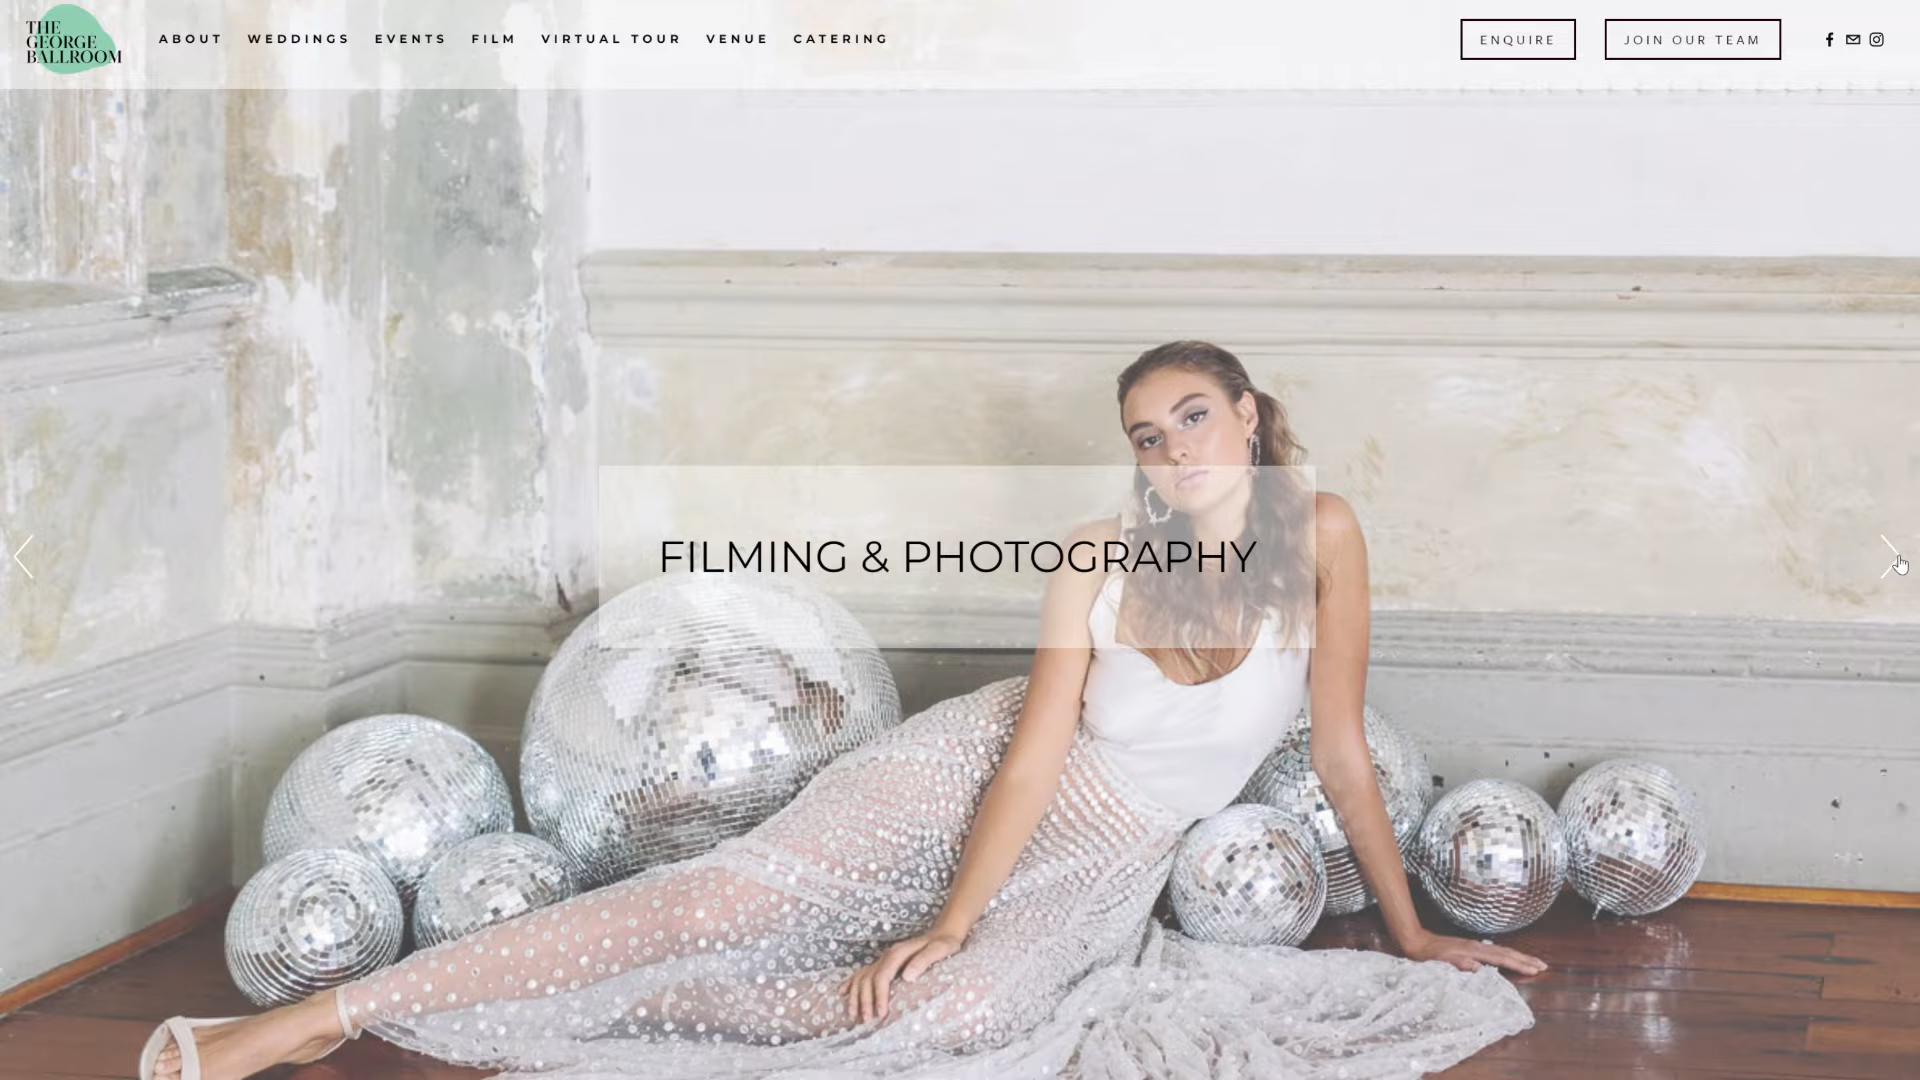 THE
GEORGE
BALLROOM
ABOUT WEDDINGS EVENTS FILM VIRTUAL TOUR VENUE CATERING
ENQUIRE
JOIN OUR TEAM
FILMING & PHOTOGRAPHY